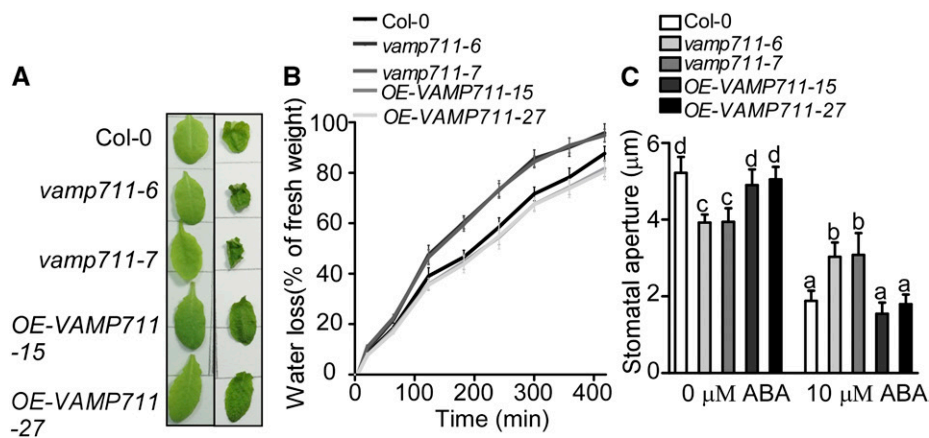 A
Col-0
vamp711-6
vamp711-7
OE-VAMP711
-15
OE-VAMP711
-27
B
Col-0
vamp711-6
vamp711-7
OE-VAMP711-15
OE-VAMP711-27
Water loss(% of fresh weight)
100
80
60
40
20
0
0 100 200 300 400
Time (min)
C
Col-0
vamp711-6
vamp711-7
OE-VAMP711-15
OE-VAMP711-27
Stomatal aperture (μm)
6
4
2
0
d c c d d
a b b a a
0 μM ABA 10 μM ABA